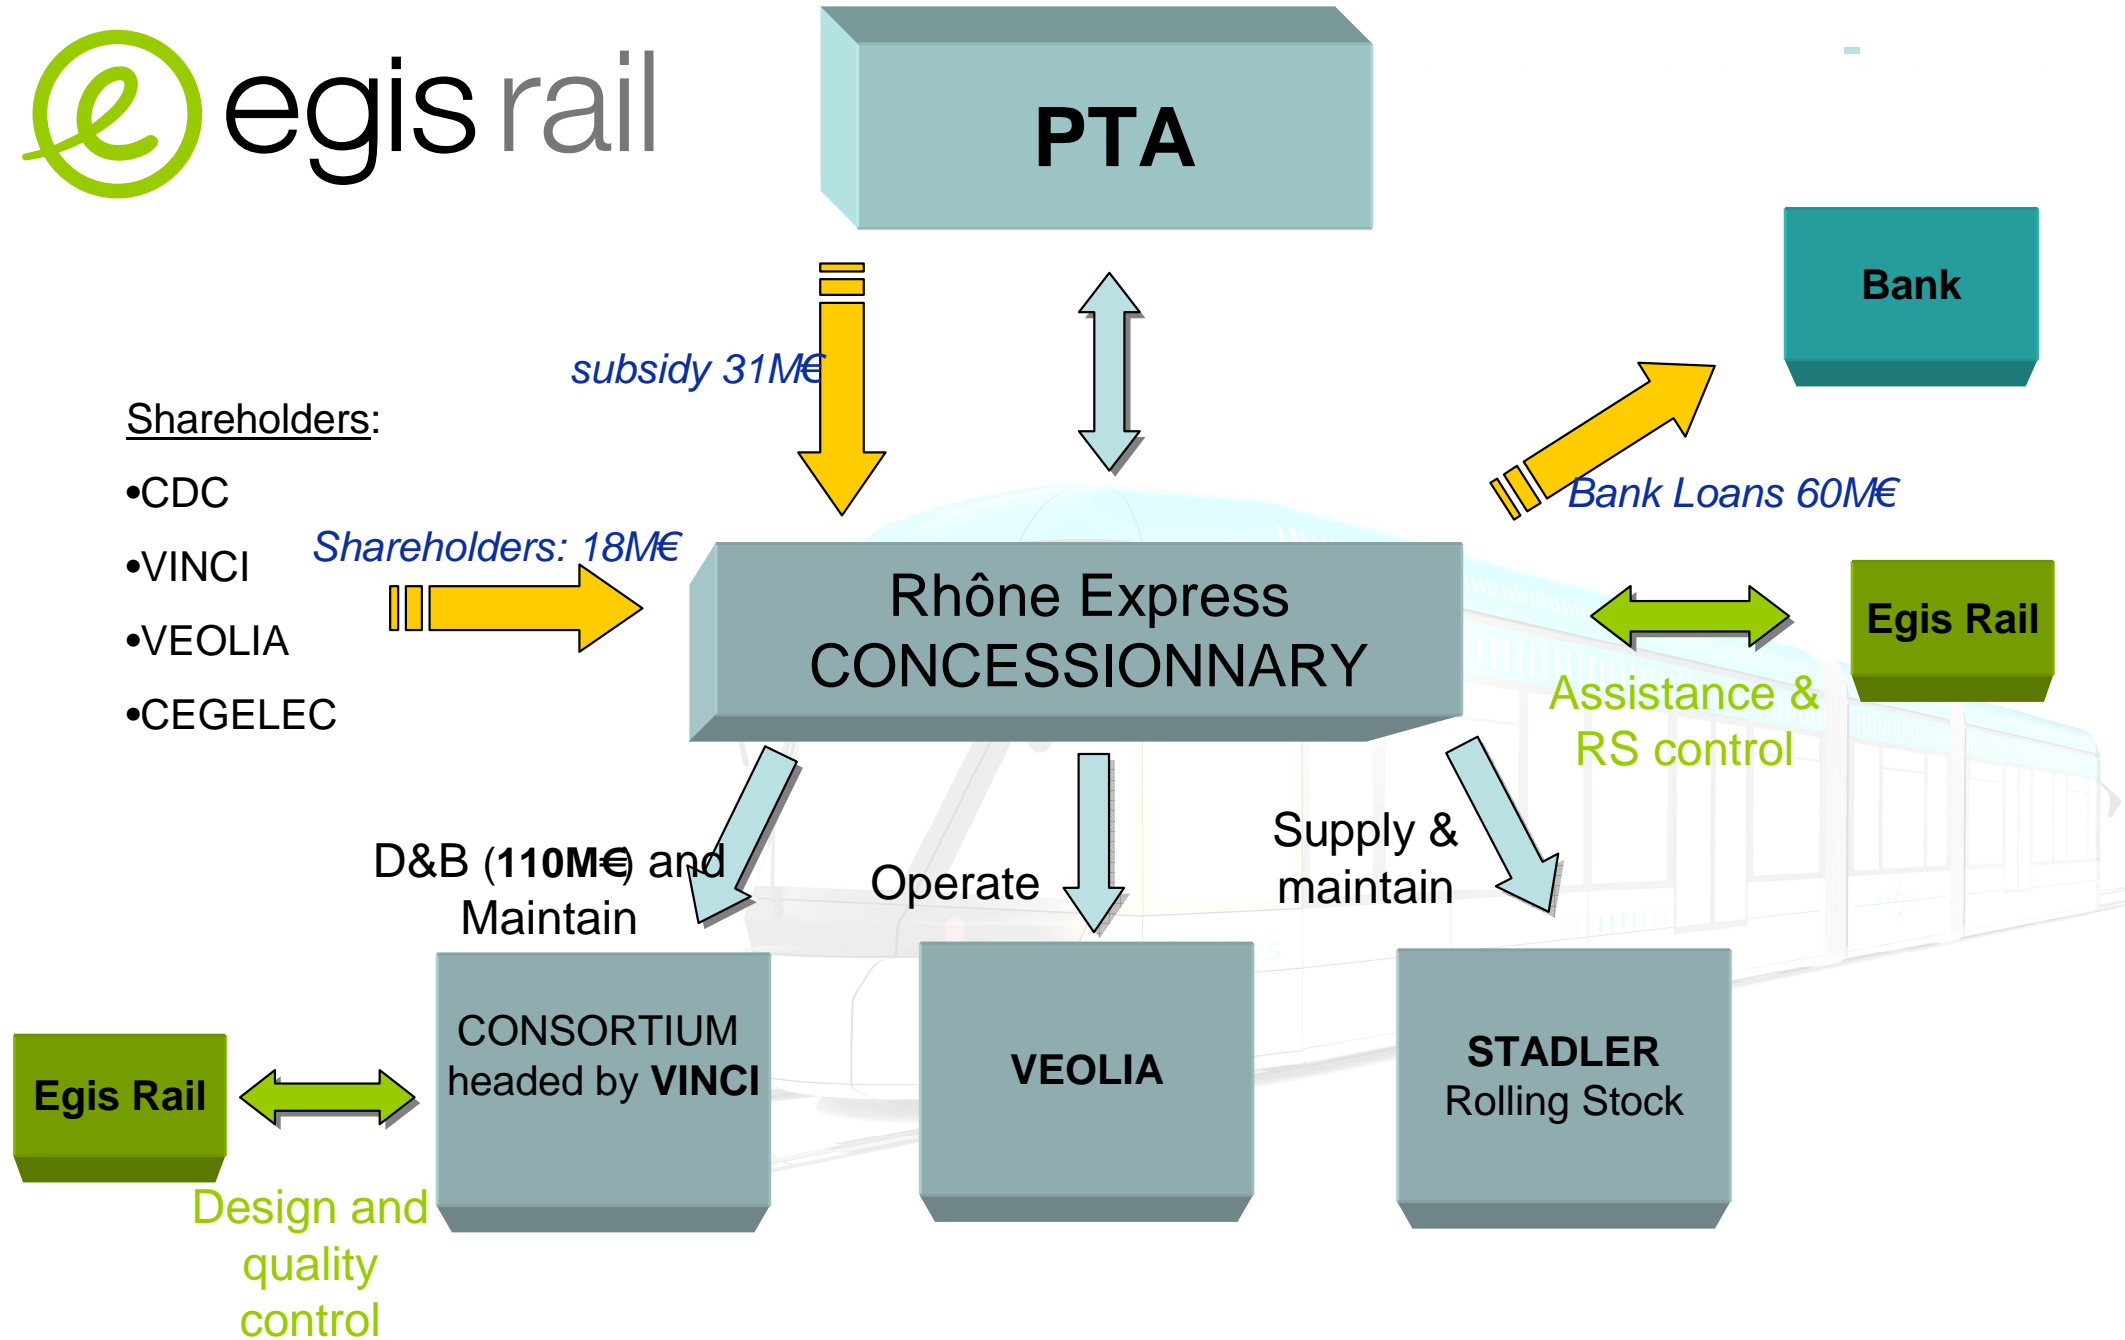 egis rail
PTA
Bank
subsidy 31M€
Shareholders:
•CDC
•VINCI
•VEOLIA
•CEGELEC
Shareholders: 18M€
Bank Loans 60M€
Rhône Express
CONCESSIONNARY
Egis Rail
Assistance &
RS control
D&B (110M€) and
Maintain
Operate
Supply &
maintain
Egis Rail
CONSORTIUM
headed by VINCI
VEOLIA
STADLER
Rolling Stock
Design and
quality
control